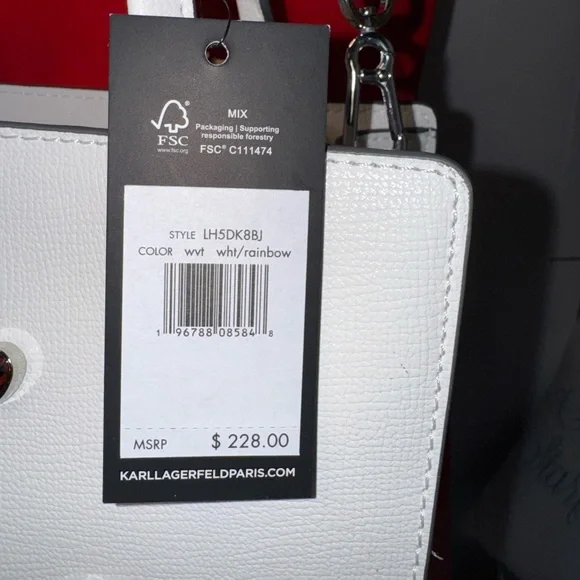 MIX
Packaging | Supporting
responsible forestry
FSC® C111474
FSC
www.fsc.org
STYLE LH5DK8BJ
COLOR wvt wht/rainbow
1 96788 08584 8
MSRP $ 228.00
KARLLAGERFELDPARIS.COM